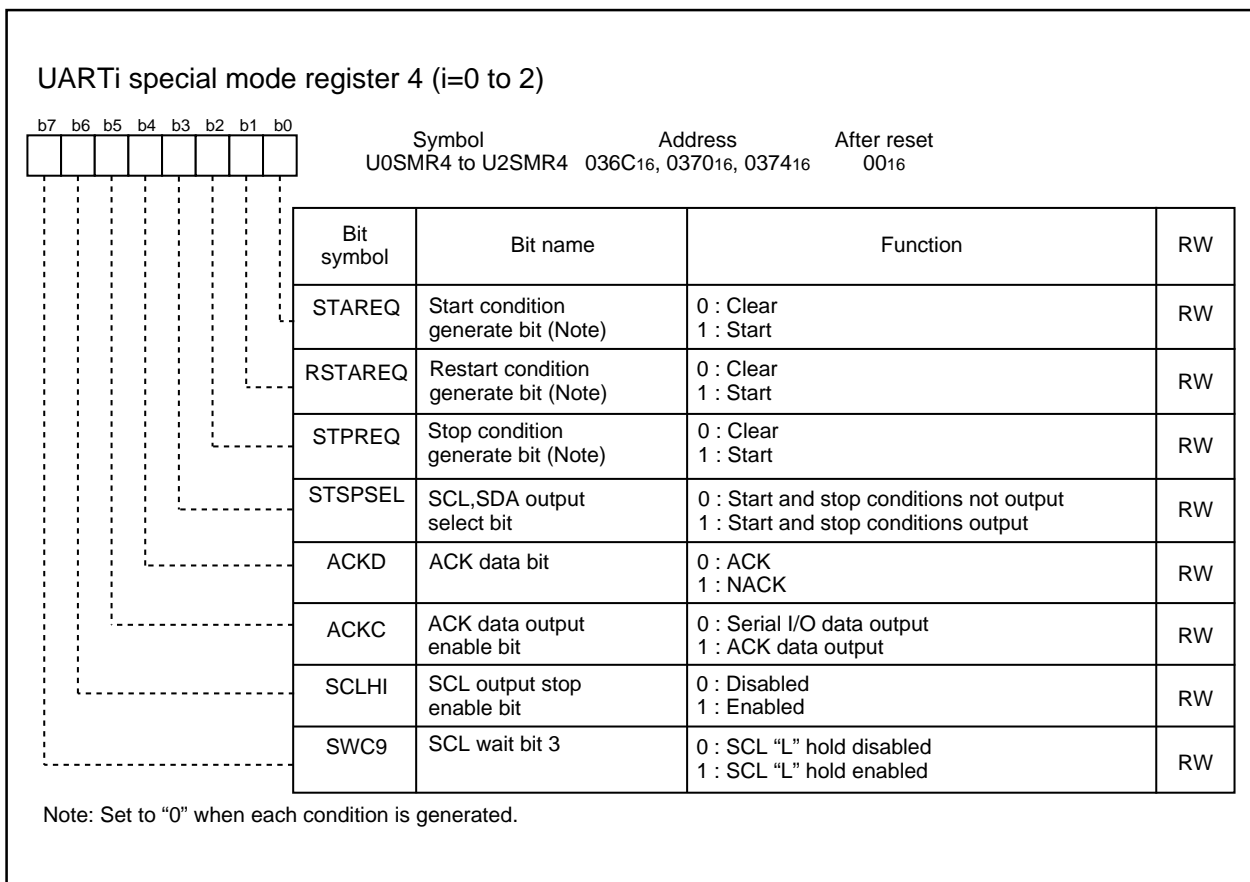 UARTi special mode register 4 (i=0 to 2)
b7 b6 b5 b4 b3 b2 b1 b0
Symbol Address After reset
U0SMR4 to U2SMR4 036C16, 037016, 037416 0016
Bit symbol Bit name Function RW
STAREQ Start condition 0 : Clear RW
generate bit (Note) 1 : Start
RSTAREQ Restart condition 0 : Clear RW
generate bit (Note) 1 : Start
STPREQ Stop condition 0 : Clear RW
generate bit (Note) 1 : Start
STSPSEL SCL,SDA output 0 : Start and stop conditions not output RW
select bit 1 : Start and stop conditions output
ACKD ACK data bit 0 : ACK RW
1 : NACK
ACKC ACK data output 0 : Serial I/O data output RW
enable bit 1 : ACK data output
SCLHI SCL output stop 0 : Disabled RW
enable bit 1 : Enabled
SWC9 SCL wait bit 3 0 : SCL “L” hold disabled RW
1 : SCL “L” hold enabled
Note: Set to “0” when each condition is generated.